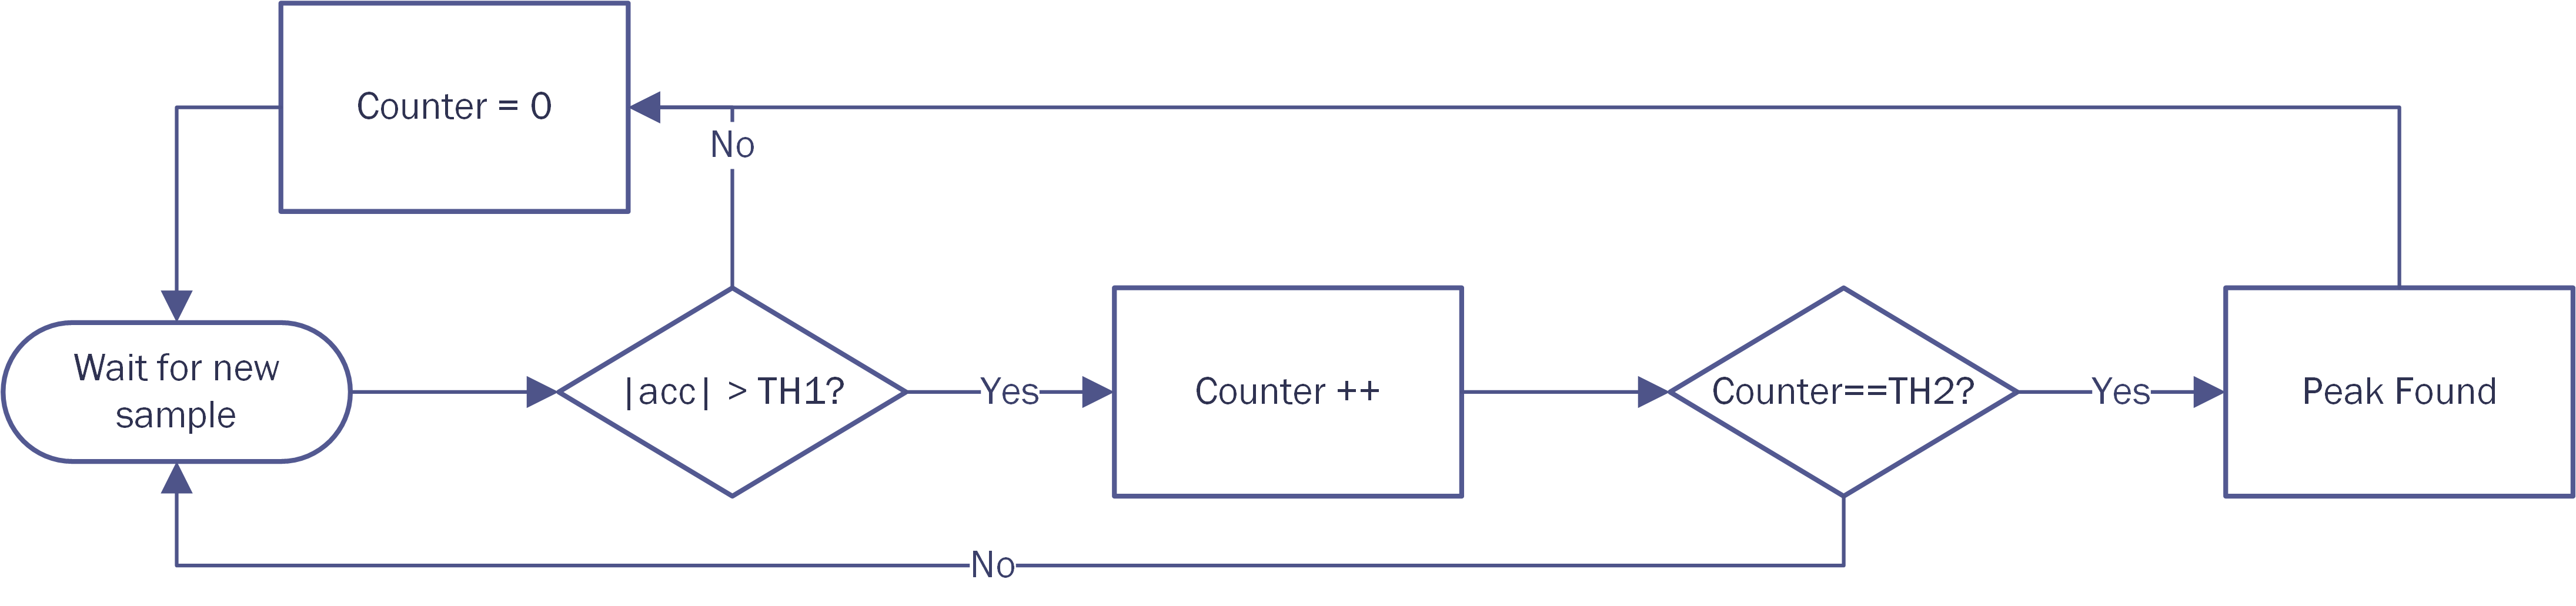 Counter = 0
No
Wait for new
sample
|acc| > TH1?
Yes
Counter ++
Counter==TH2?
Yes
Peak Found
No